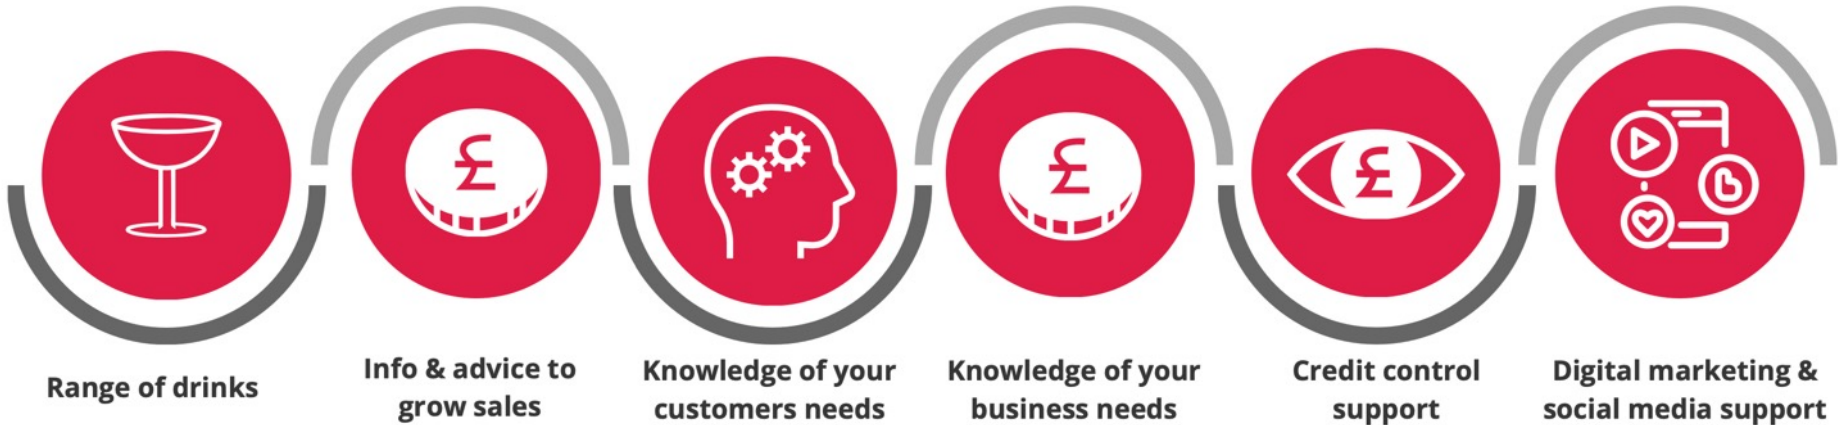 £
£
£
Range of drinks
Info & advice to
grow sales
Knowledge of your
customers needs
Knowledge of your
business needs
Credit control
support
Digital marketing &
social media support